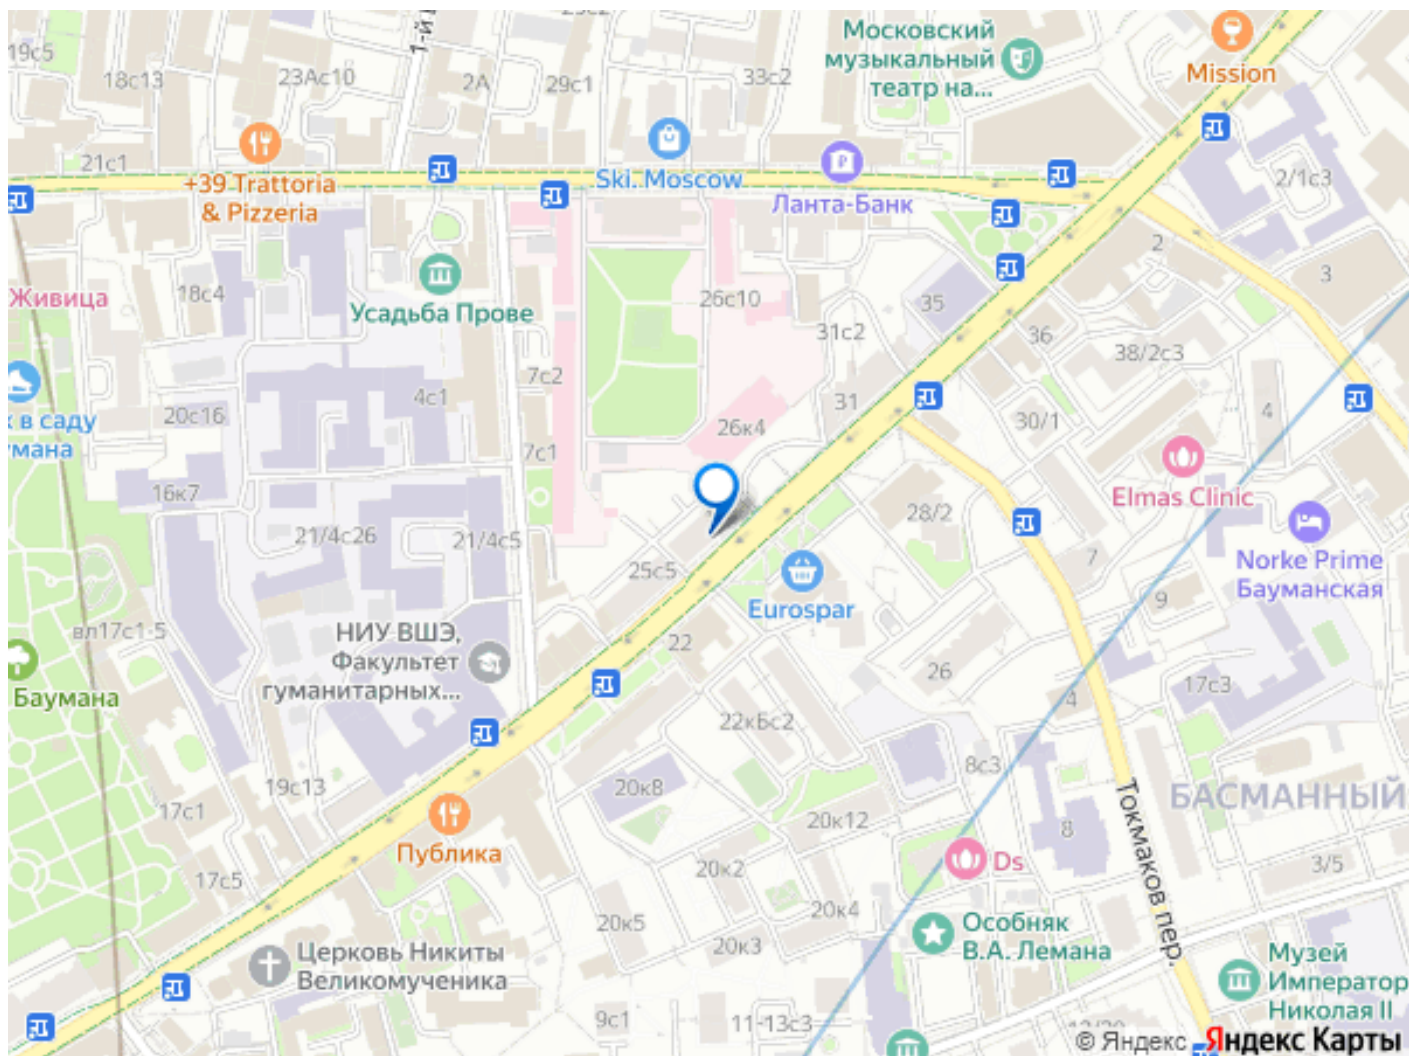 19с5
18с13
23Ас10
1-й
2А
29с1
33с2
Московский
музыкальный
театр на...
Mission
21с1
+39 Trattoria
& Pizzeria
Ski. Moscow
Ланта-Банк
2/1с3
2
3
Живица
18с4
Усадьба Прове
26с10
35
31с2
36
38/2с3
7с2
4с1
20с16
к в саду
умана
31
26к4
30/1
4
7с1
Elmas Clinic
16к7
21/4с26
21/4с5
28/2
Norke Prime
Бауманская
25с5
7
Eurospar
9
вл17с1-5
НИУ ВШЭ,
Факультет
гуманитарных...
22
26
4
17с3
Баумана
22кБс2
8с3
19с13
20к8
Токмаков пер.
БАСМАННЫЙ
17с1
20к12
8
Публика
Ds
3/5
17с5
20к2
20к4
20к5
20к3
Особняк
В.А. Лемана
Церковь Никиты
Великомученика
Музей
Император
Николая II
9с1
11-13с3
© Яндекс Яндекс Карты